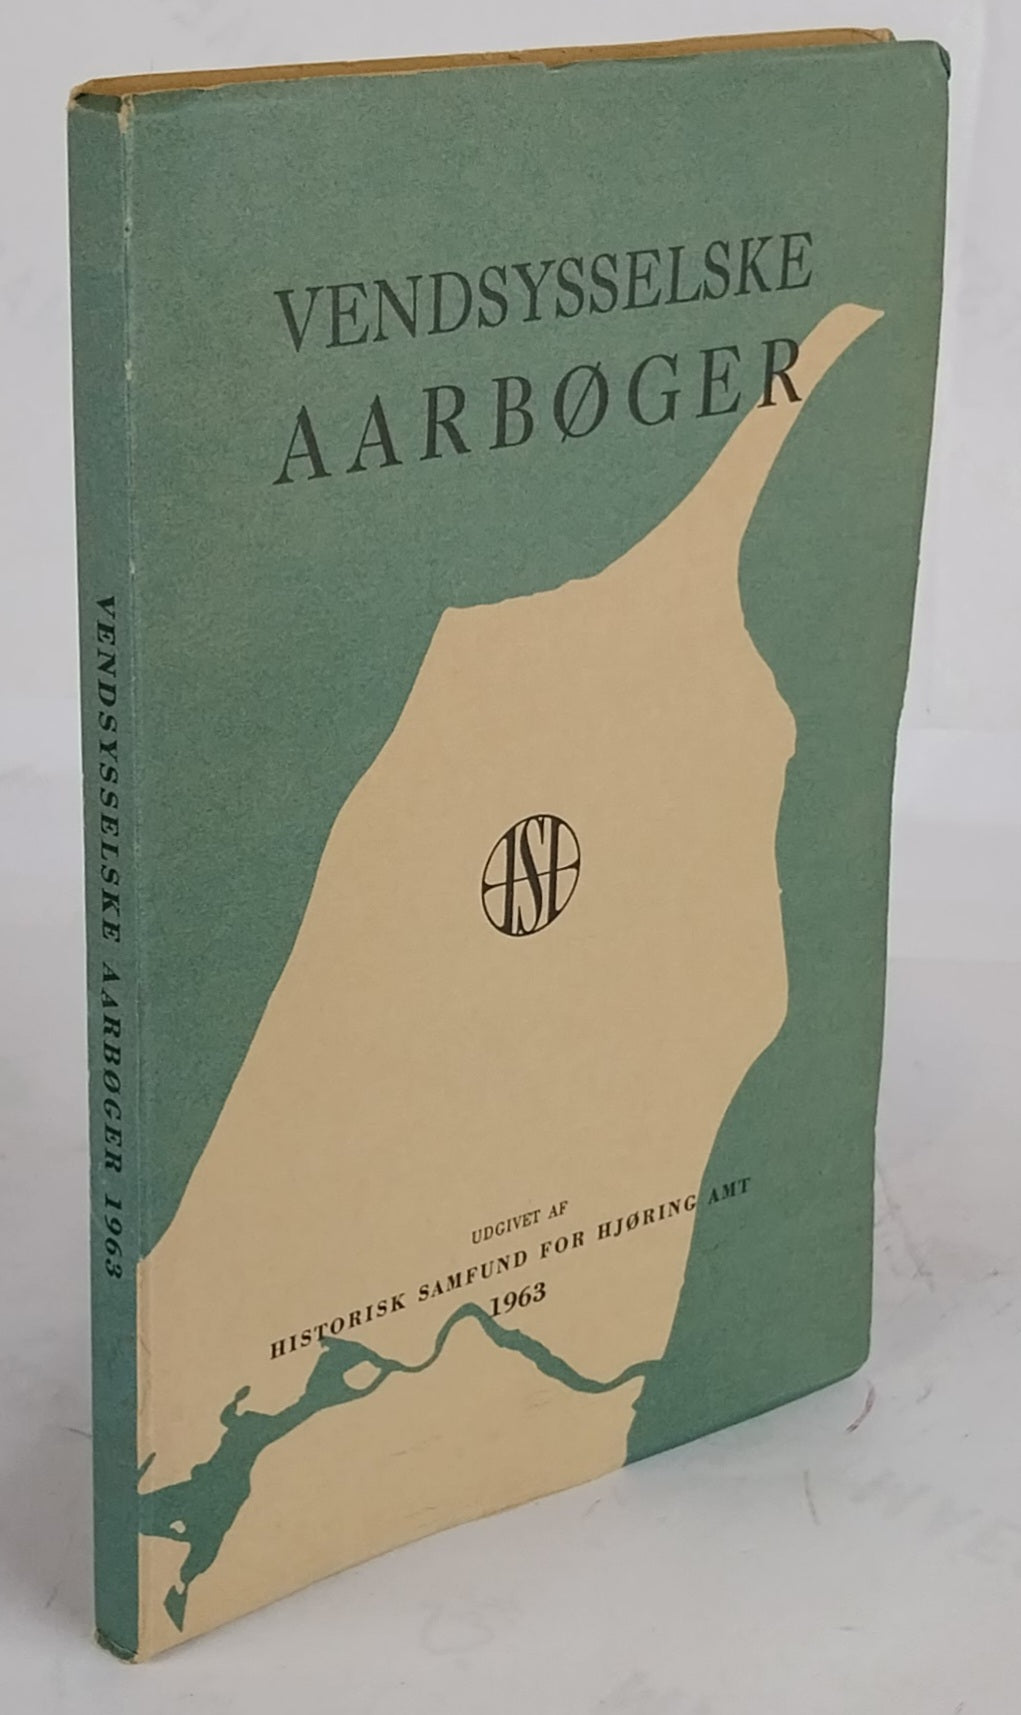 VENDSYSSELSKE
AARBØGER
UDGIVET AF
HISTORISK SAMFUND FOR HJØRING AMT
1963
VENDSYSSELSKE AARBØGER 1963